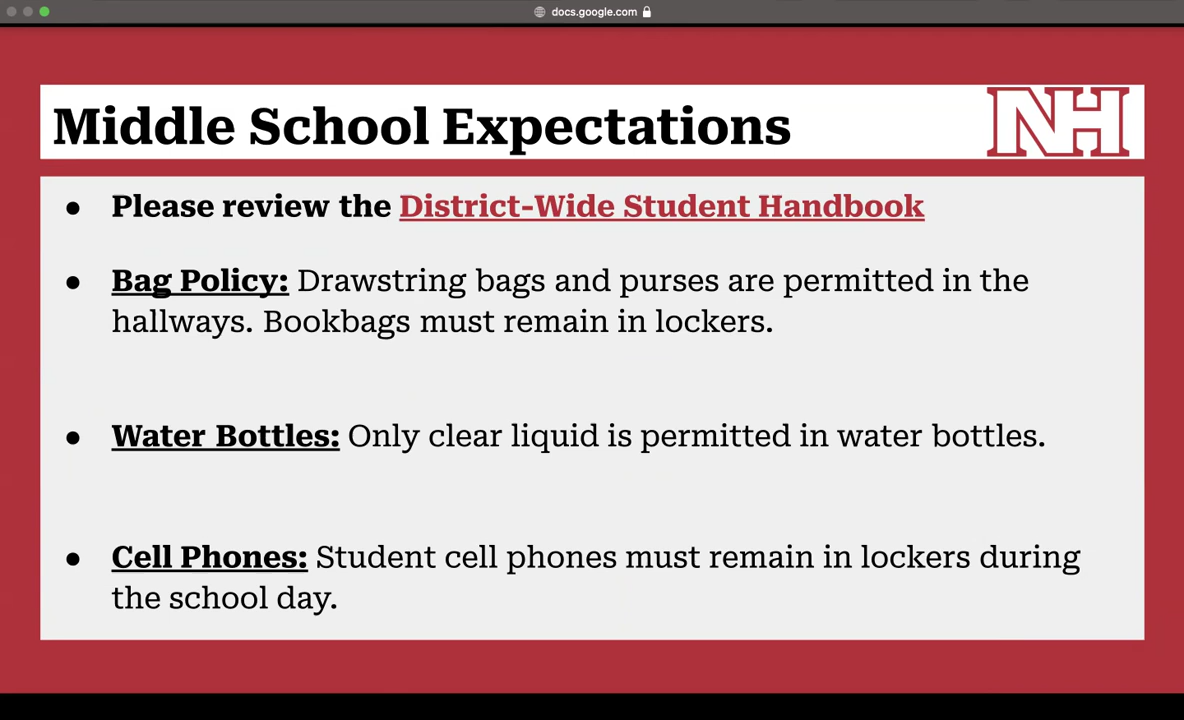 docs.google.com
Middle School Expectations
NH
● Please review the District-Wide Student Handbook
● Bag Policy: Drawstring bags and purses are permitted in the
hallways. Bookbags must remain in lockers.
● Water Bottles: Only clear liquid is permitted in water bottles.
● Cell Phones: Student cell phones must remain in lockers during
the school day.